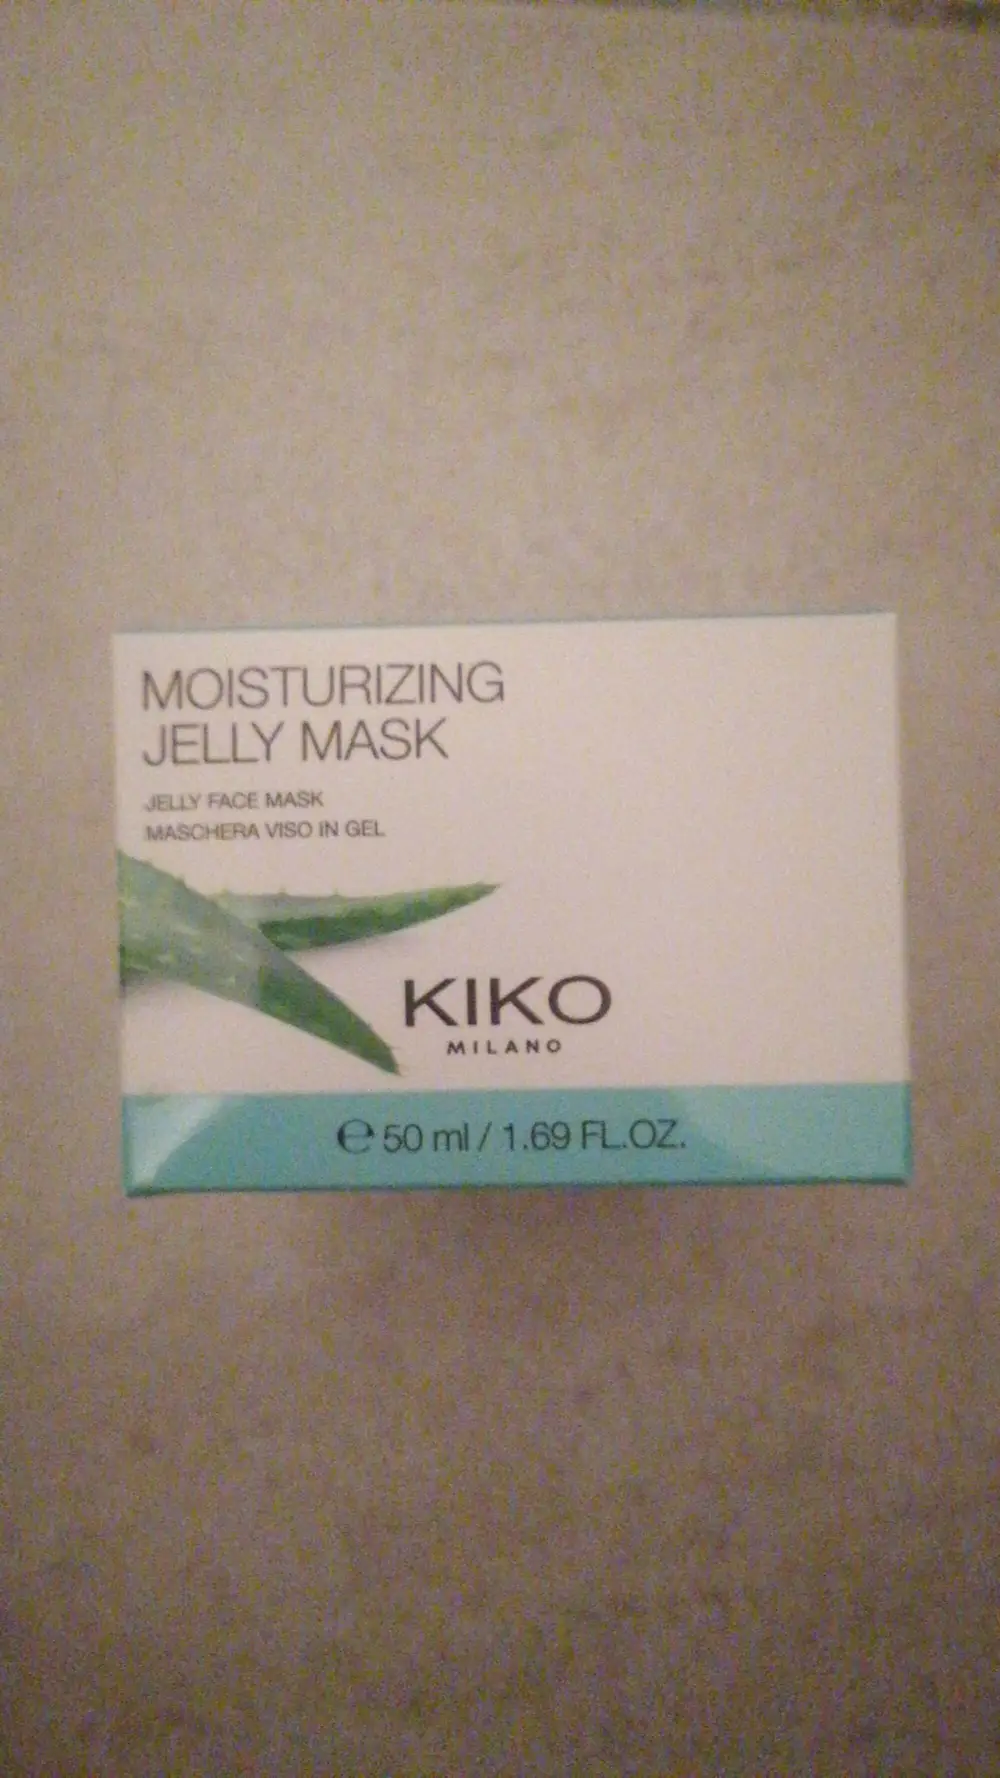 MOISTURIZING
JELLY MASK
JELLY FACE MASK
MASCHERA VISO IN GEL
KIKO
MILANO
℮ 50 ml / 1.69 FL.OZ.